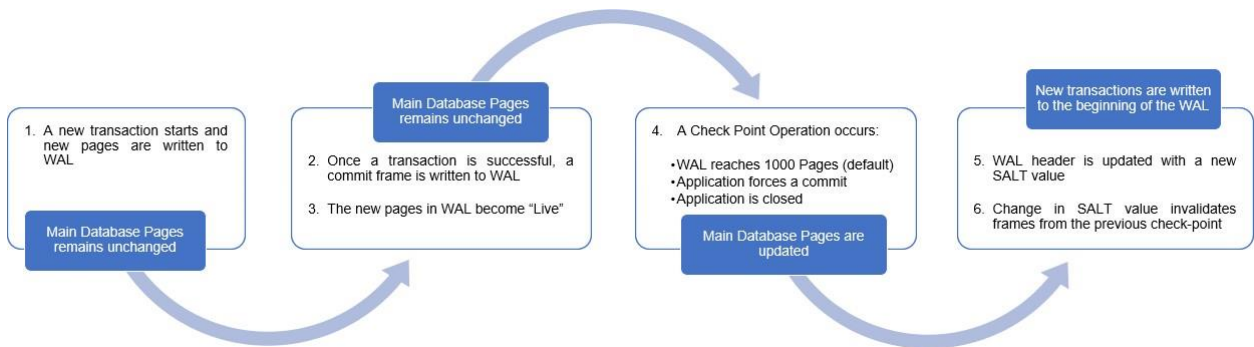 1. A new transaction starts and
new pages are written to
WAL
Main Database Pages
remains unchanged
Main Database Pages
remains unchanged
2. Once a transaction is successful, a
commit frame is written to WAL
3. The new pages in WAL become “Live”
4. A Check Point Operation occurs:
•WAL reaches 1000 Pages (default)
•Application forces a commit
•Application is closed
Main Database Pages are
updated
New transactions are written
to the beginning of the WAL
5. WAL header is updated with a new
SALT value
6. Change in SALT value invalidates
frames from the previous check-point